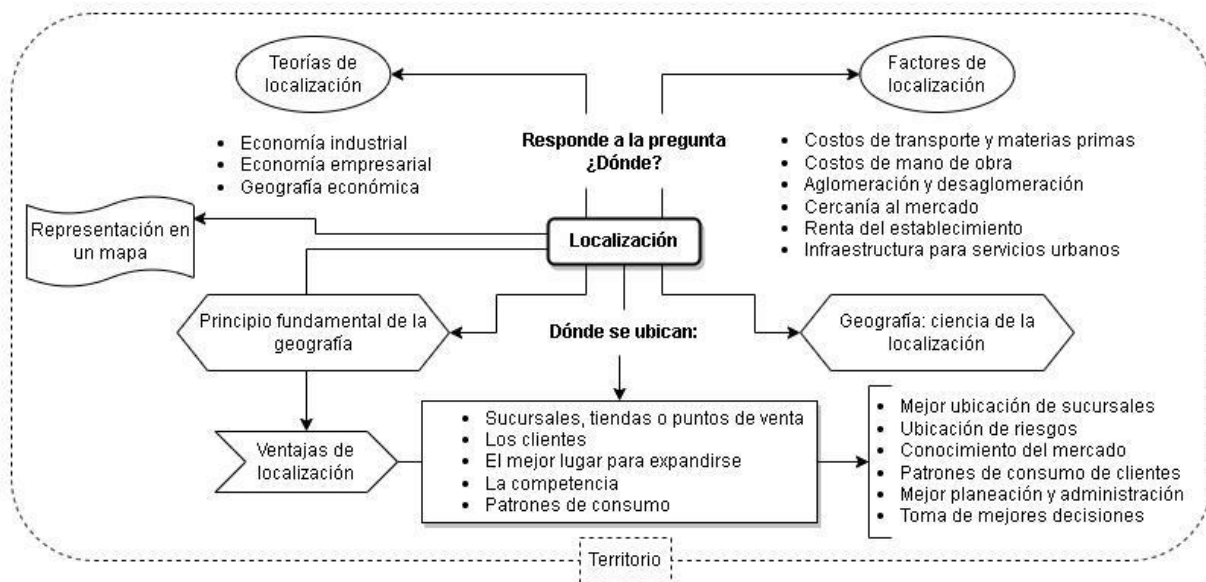 Teorías de
localización
Factores de
localización
• Economía industrial
• Economía empresarial
• Geografía económica
Responde a la pregunta
¿Dónde?
• Costos de transporte y materias primas
• Costos de mano de obra
• Aglomeración y desaglomeración
• Cercanía al mercado
• Renta del establecimiento
• Infraestructura para servicios urbanos
Representación en
un mapa
Localización
Principio fundamental de la
geografía
Dónde se ubican:
Geografía: ciencia de la
localización
Ventajas de
localización
• Sucursales, tiendas o puntos de venta
• Los clientes
• El mejor lugar para expandirse
• La competencia
• Patrones de consumo
• Mejor ubicación de sucursales
• Ubicación de riesgos
• Conocimiento del mercado
• Patrones de consumo de clientes
• Mejor planeación y administración
• Toma de mejores decisiones
Territorio